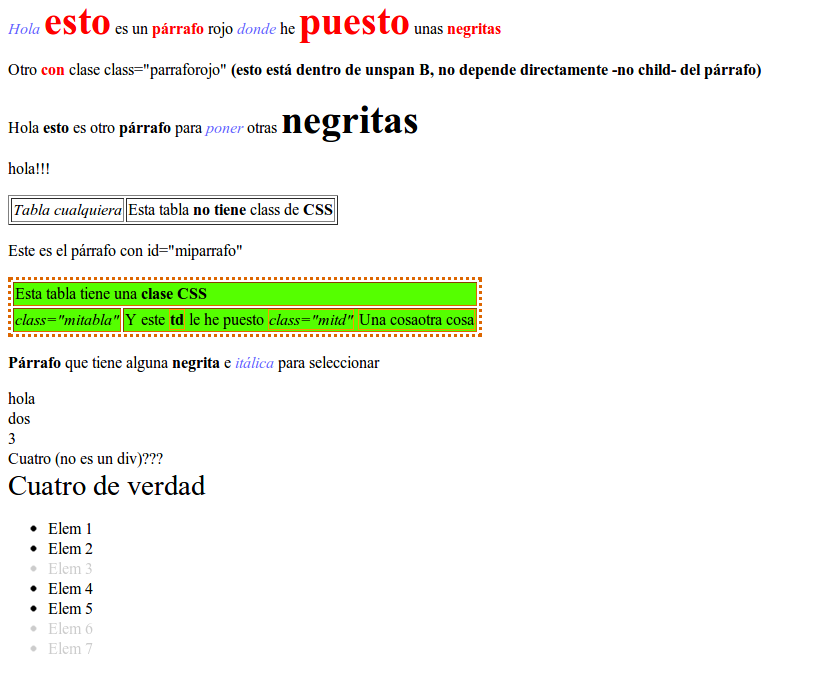 Hola esto es un párrafo rojo donde he puesto unas negritas
Otro con clase class="parraforojo" (esto está dentro de unspan B, no depende directamente -no child- del párrafo)
Hola esto es otro párrafo para poner otras negritas
hola!!!
Tabla cualquiera Esta tabla no tiene class de CSS
Este es el párrafo con id="miparrafo"
Esta tabla tiene una clase CSS
class="mitabla" Y este td le he puesto class="mitd" Una cosaotra cosa
Párrafo que tiene alguna negrita e itálica para seleccionar
hola
dos
3
Cuatro (no es un div)???
Cuatro de verdad
Elem 1
Elem 2
Elem 3
Elem 4
Elem 5
Elem 6
Elem 7